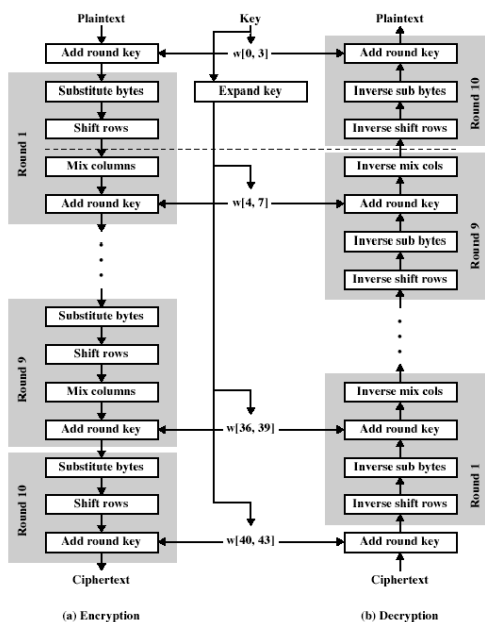 Plaintext
Key
Plaintext
Add round key
w[0, 3]
Add round key
Substitute bytes
Expand key
Inverse sub bytes
Shift rows
Inverse shift rows
Round 1
Round 10
Mix columns
Inverse mix cols
Add round key
w[4, 7]
Add round key
Inverse sub bytes
Inverse shift rows
Round 9
Substitute bytes
Shift rows
Mix columns
Inverse mix cols
Round 9
Add round key
w[36, 39]
Add round key
Substitute bytes
Inverse sub bytes
Shift rows
Inverse shift rows
Round 10
Round 1
Add round key
w[40, 43]
Add round key
Ciphertext
Ciphertext
(a) Encryption
(b) Decryption